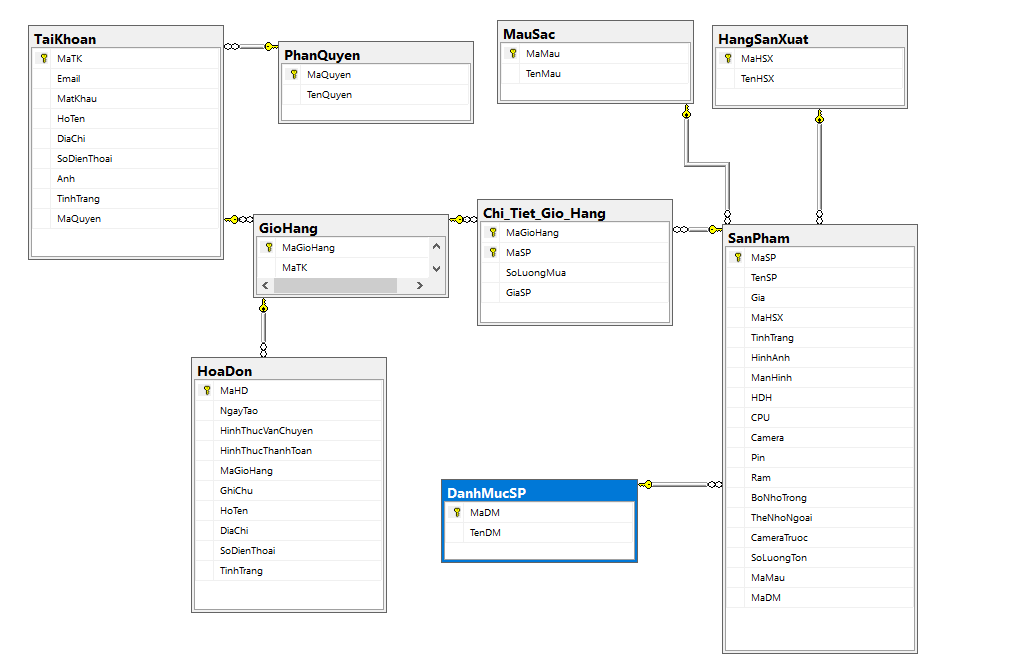 TaiKhoan
MaTK
Email
MatKhau
HoTen
DiaChi
SoDienThoai
Anh
TinhTrang
MaQuyen
PhanQuyen
MaQuyen
TenQuyen
MauSac
MaMau
TenMau
HangSanXuat
MaHSX
TenHSX
GioHang
MaGioHang
MaTK
Chi_Tiet_Gio_Hang
MaGioHang
MaSP
SoLuongMua
GiaSP
SanPham
MaSP
TenSP
Gia
MaHSX
TinhTrang
HinhAnh
ManHinh
HDH
CPU
Camera
Pin
Ram
BoNhoTrong
TheNhoNgoai
CameraTruoc
SoLuongTon
MaMau
MaDM
HoaDon
MaHD
NgayTao
HinhThucVanChuyen
HinhThucThanhToan
MaGioHang
GhiChu
HoTen
DiaChi
SoDienThoai
TinhTrang
DanhMucSP
MaDM
TenDM